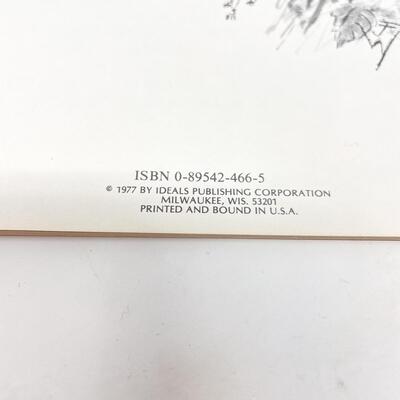 ISBN 0-89542-466-5
© 1977 BY IDEALS PUBLISHING CORPORATION
MILWAUKEE, WIS. 53201
PRINTED AND BOUND IN U.S.A.